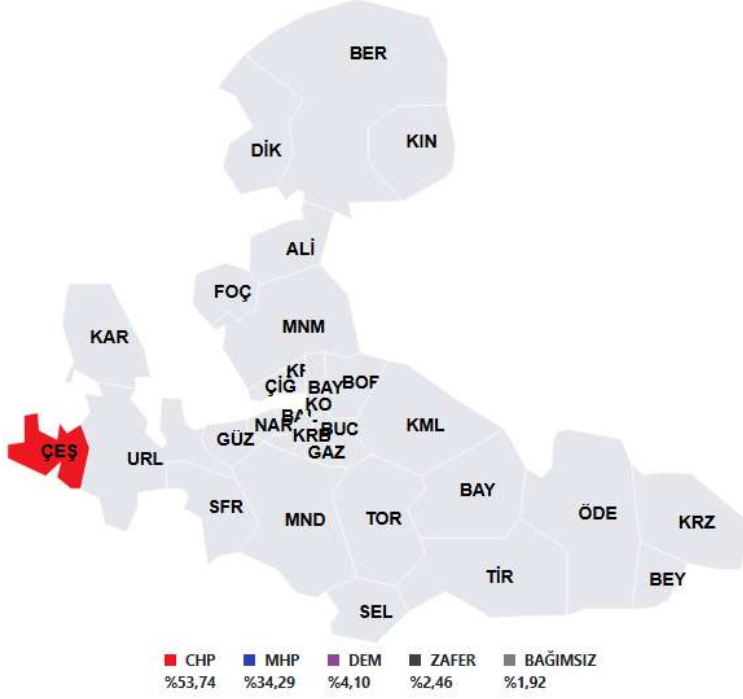 BER
KIN
DİK
ALİ
FOÇ
MNM
KAR
ÇİĞ
BAY
BOF
KO
NAR
BUC
KML
KRB
GAZ
GÜZ
ÇEŞ
URL
BAY
SFR
MND
TOR
ÖDE
KRZ
TİR
BEY
SEL
CHP MHP DEM ZAFER BAĞIMSIZ
%53,74 %34,29 %4,10 %2,46 %1,92